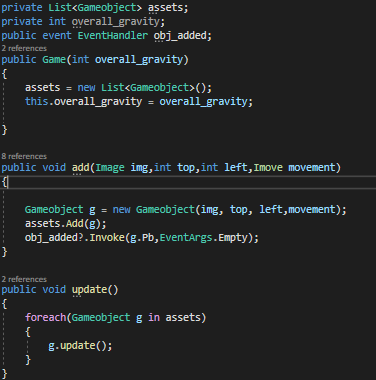 private List<Gameobject> assets;
private int overall_gravity;
public event EventHandler obj_added;
2 references
public Game(int overall_gravity)
{
assets = new List<Gameobject>();
this.overall_gravity = overall_gravity;
}
8 references
public void add(Image img,int top,int left,Imove movement)
{
Gameobject g = new Gameobject(img, top, left,movement);
assets.Add(g);
obj_added?.Invoke(g.Pb,EventArgs.Empty);
}
2 references
public void update()
{
foreach(Gameobject g in assets)
{
g.update();
}
}